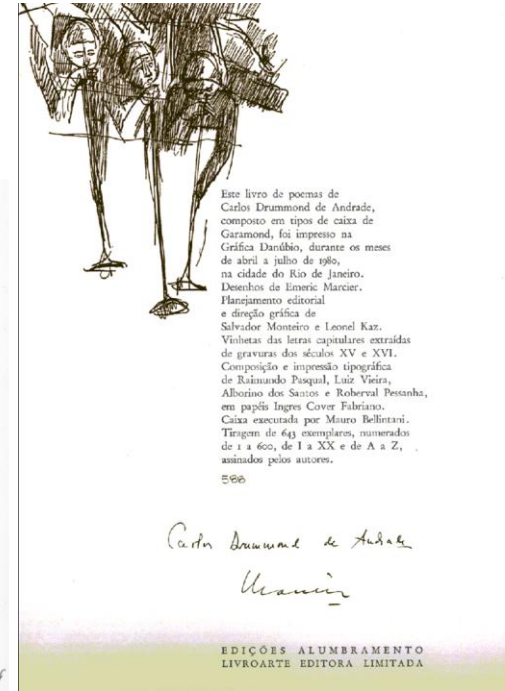 Este livro de poemas de
Carlos Drummond de Andrade,
composto em tipos de caixa de
Garamond, foi impresso na
Gráfica Danúbio, durante os meses
de abril a julho de 1980,
na cidade do Rio de Janeiro.
Desenhos de Emeric Marcier.
Planejamento editorial
e direção gráfica de
Salvador Monteiro e Leonel Kaz.
Vinhetas das letras capitulares extraídas
de gravuras dos séculos XV e XVI.
Composição e impressão tipográfica
de Raimundo Pasqual, Luiz Vieira,
Alborino dos Santos e Roberval Pessanha,
em papéis Ingres Cover Fabriano.
Caixa executada por Mauro Bellintani.
Tiragem de 643 exemplares, numerados
de 1 a 600, de I a XX e de A a Z,
assinados pelos autores.
588
Carlos Drummond de Andrade
Marcier
EDIÇÕES ALUMBRAMENTO
LIVROARTE EDITORA LIMITADA